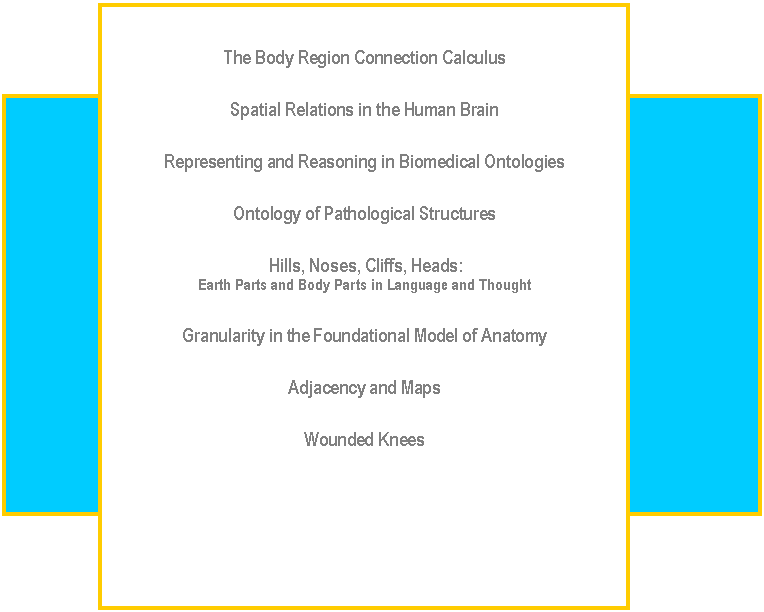 The Body Region Connection Calculus
Spatial Relations in the Human Brain
Representing and Reasoning in Biomedical Ontologies
Ontology of Pathological Structures
Hills, Noses, Cliffs, Heads:
Earth Parts and Body Parts in Language and Thought
Granularity in the Foundational Model of Anatomy
Adjacency and Maps
Wounded Knees